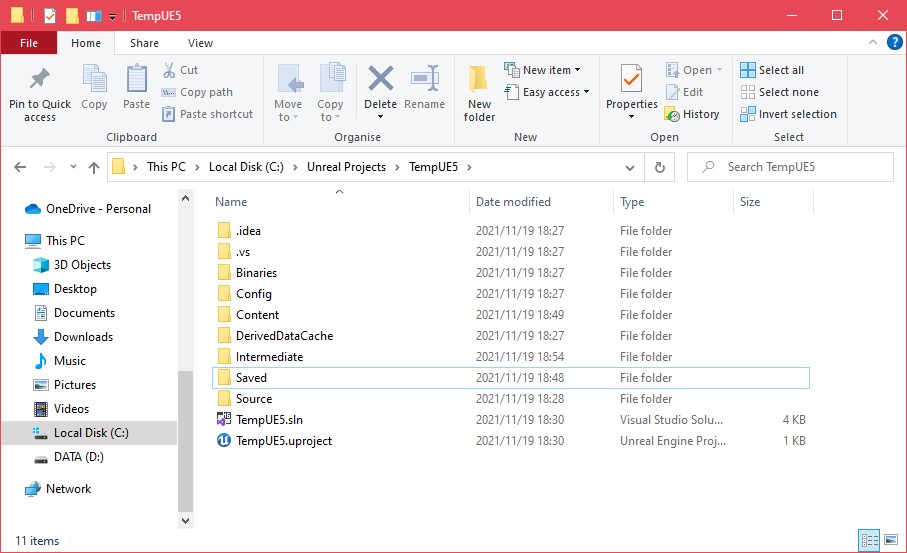 TempUE5
File Home Share View
Pin to Quick access
Copy
Paste
Cut
Copy path
Paste shortcut
Clipboard
Move to
Copy to
Delete
Rename
Organise
New folder
New item
Easy access
New
Properties
Open
Edit
History
Open
Select all
Select none
Invert selection
Select
This PC > Local Disk (C:) > Unreal Projects > TempUE5 >
Search TempUE5
OneDrive - Personal
This PC
3D Objects
Desktop
Documents
Downloads
Music
Pictures
Videos
Local Disk (C:)
DATA (D:)
Network
Name Date modified Type Size
.idea 2021/11/19 18:27 File folder
.vs 2021/11/19 18:27 File folder
Binaries 2021/11/19 18:27 File folder
Config 2021/11/19 18:27 File folder
Content 2021/11/19 18:49 File folder
DerivedDataCache 2021/11/19 18:27 File folder
Intermediate 2021/11/19 18:54 File folder
Saved 2021/11/19 18:48 File folder
Source 2021/11/19 18:28 File folder
TempUE5.sln 2021/11/19 18:30 Visual Studio Solu... 4 KB
TempUE5.uproject 2021/11/19 18:30 Unreal Engine Proj... 1 KB
11 items